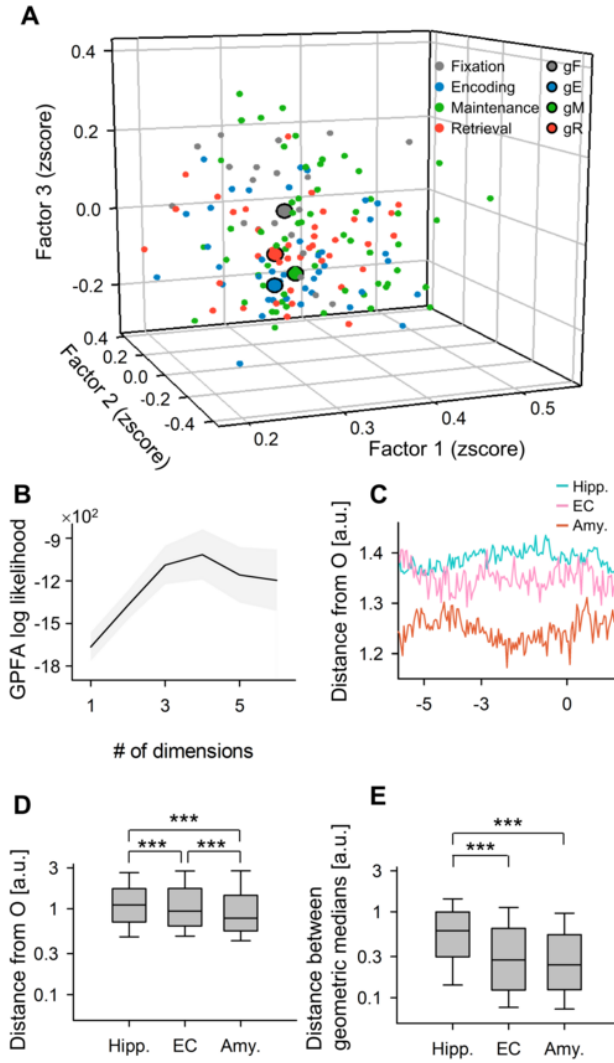 A
0.4
0.2
0.0
-0.2
0.4
0.2
0.0
-0.2
-0.4
0.2
0.3
0.4
0.5
Factor 3 (zscore)
Factor 2 (zscore)
Factor 1 (zscore)
Fixation gF
Encoding gE
Maintenance gM
Retrieval gR
B
×10²
-9
-12
-18
GPFA log likelihood
1 3 5
# of dimensions
C
Hipp.
EC
Amy.
1.4
1.3
1.2
Distance from O [a.u.]
-5 -3 0
D
***
*** ***
3
1
0.3
0.1
Distance from O [a.u.]
Hipp. EC Amy.
E
***
***
3
1
0.3
0.1
Distance between
geometric medians [a.u.]
Hipp. EC Amy.